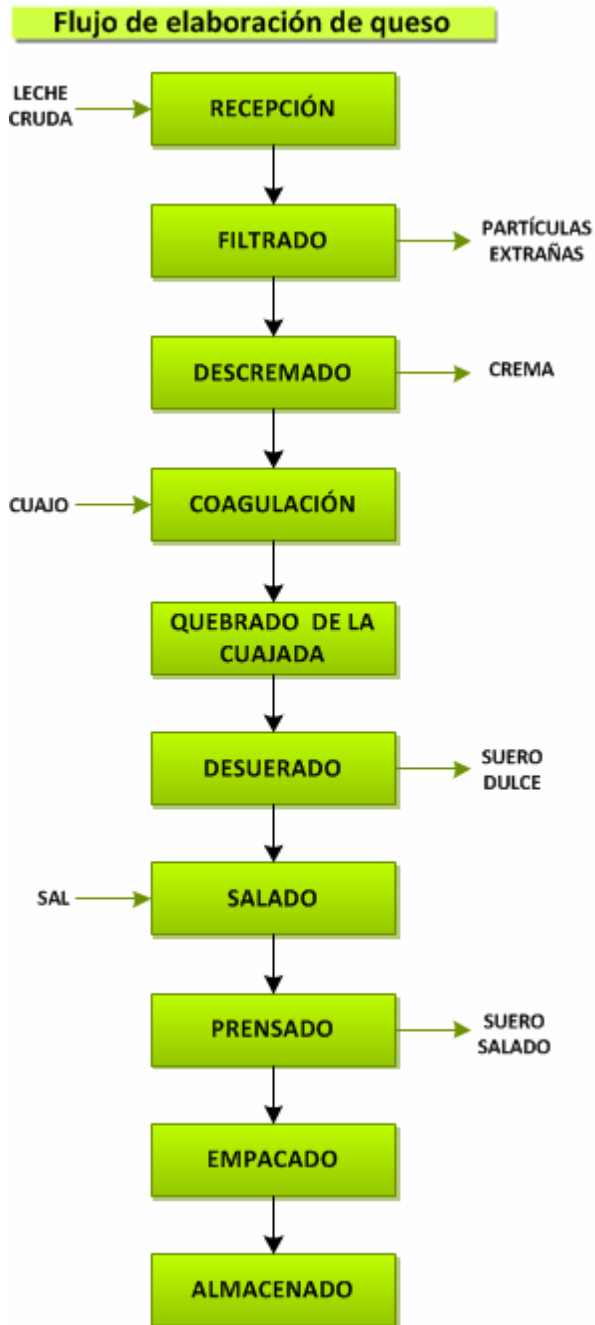 Flujo de elaboración de queso
LECHE
CRUDA
RECEPCIÓN
FILTRADO
PARTÍCULAS
EXTRAÑAS
DESCREMADO
CREMA
CUAJO
COAGULACIÓN
QUEBRADO DE LA
CUAJADA
DESUERADO
SUERO
DULCE
SAL
SALADO
PRENSADO
SUERO
SALADO
EMPACADO
ALMACENADO